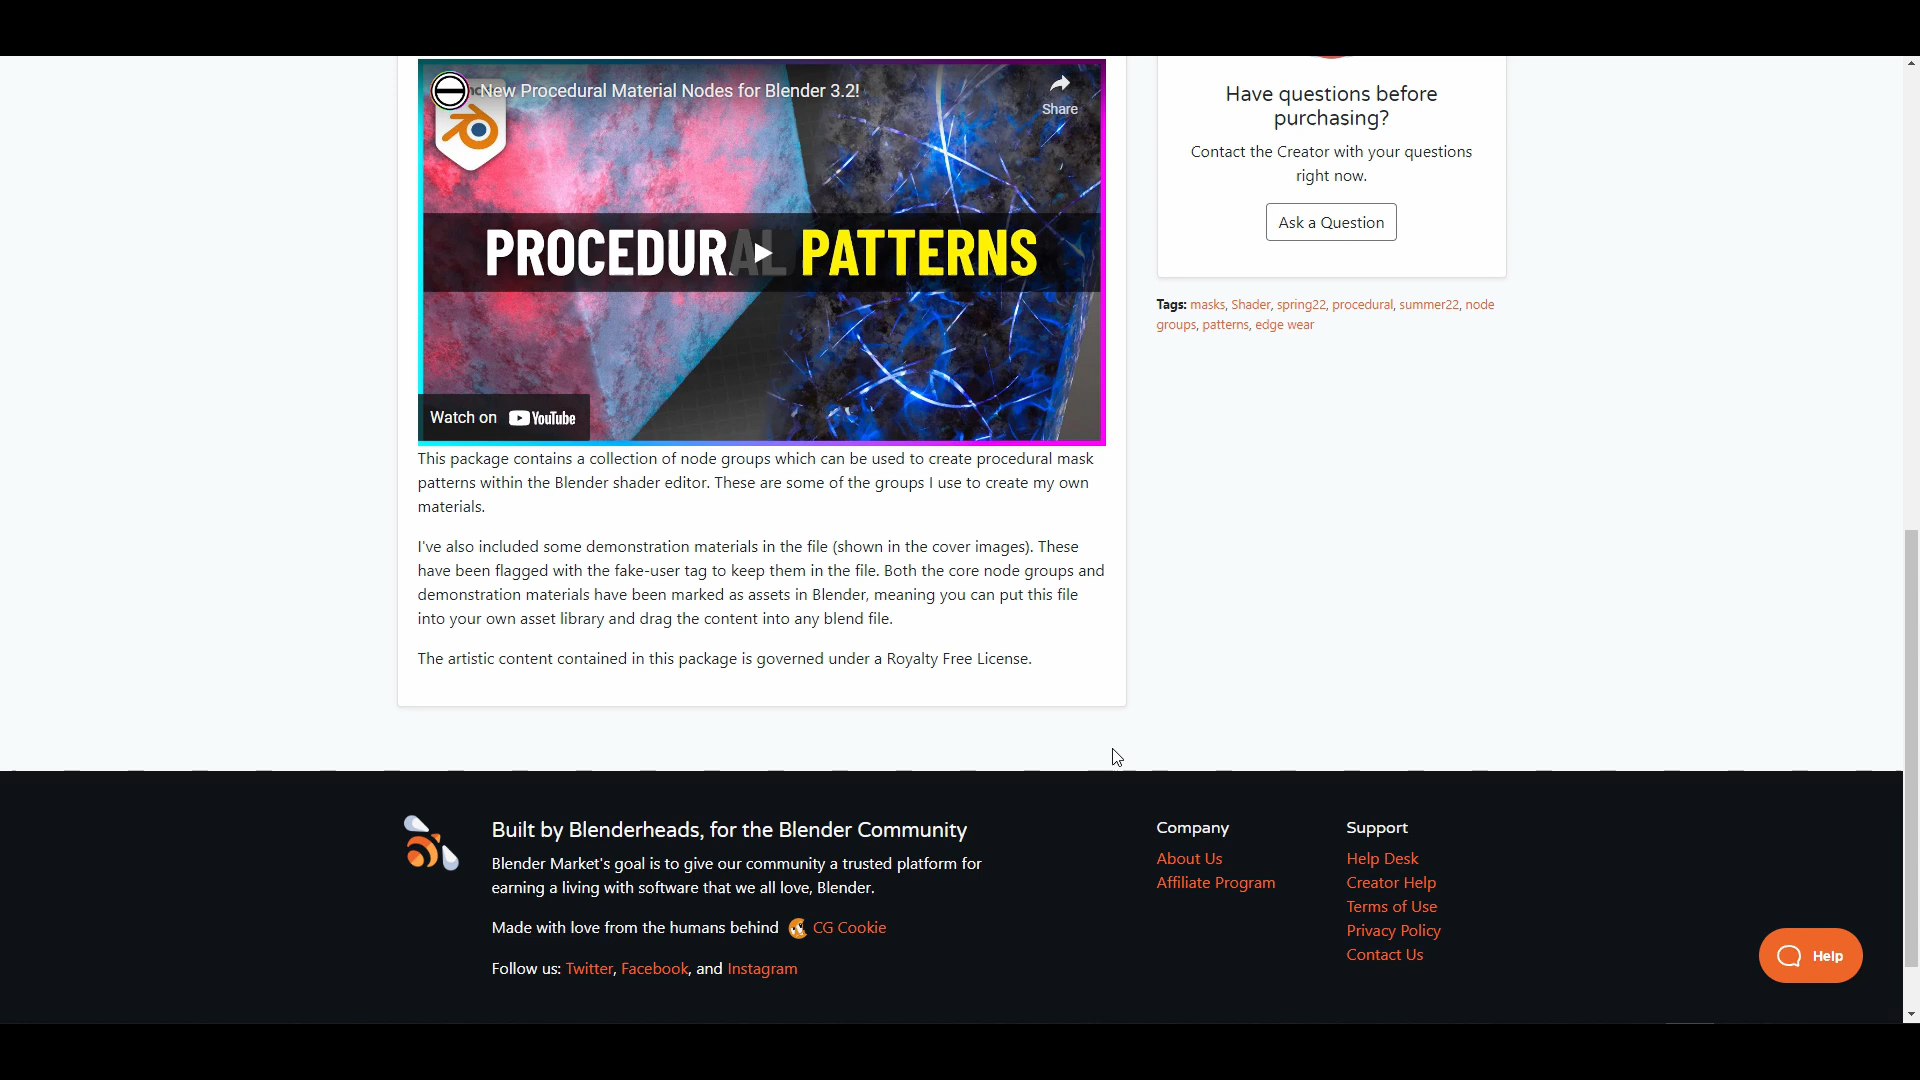 New Procedural Material Nodes for Blender 3.2!
Share
PROCEDURAL PATTERNS
Watch on YouTube
This package contains a collection of node groups which can be used to create procedural mask
patterns within the Blender shader editor. These are some of the groups I use to create my own
materials.
I've also included some demonstration materials in the file (shown in the cover images). These
have been flagged with the fake-user tag to keep them in the file. Both the core node groups and
demonstration materials have been marked as assets in Blender, meaning you can put this file
into your own asset library and drag the content into any blend file.
The artistic content contained in this package is governed under a Royalty Free License.
Have questions before
purchasing?
Contact the Creator with your questions
right now.
Ask a Question
Tags: masks, Shader, spring22, procedural, summer22, node
groups, patterns, edge wear
Built by Blenderheads, for the Blender Community
Blender Market's goal is to give our community a trusted platform for
earning a living with software that we all love, Blender.
Made with love from the humans behind CG Cookie
Follow us: Twitter, Facebook, and Instagram
Company
About Us
Affiliate Program
Support
Help Desk
Creator Help
Terms of Use
Privacy Policy
Contact Us
Help